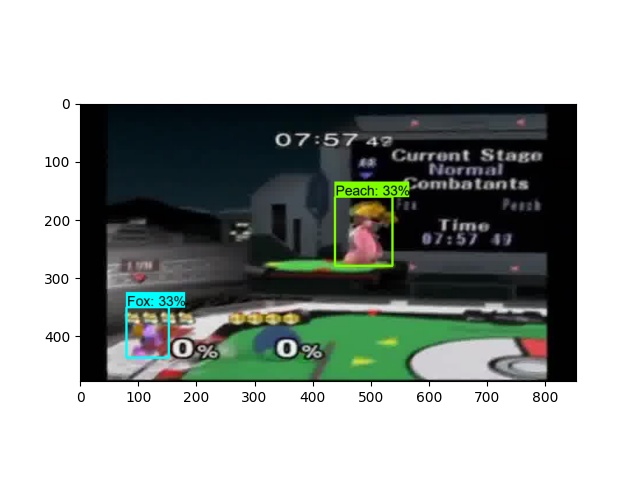 0
100
200
300
400
0 100 200 300 400 500 600 700 800
07:57 49
Current Stage
Normal
Combatants
Fox Peach
Time
07:57 49
Peach: 33%
Fox: 33%
0% 0%